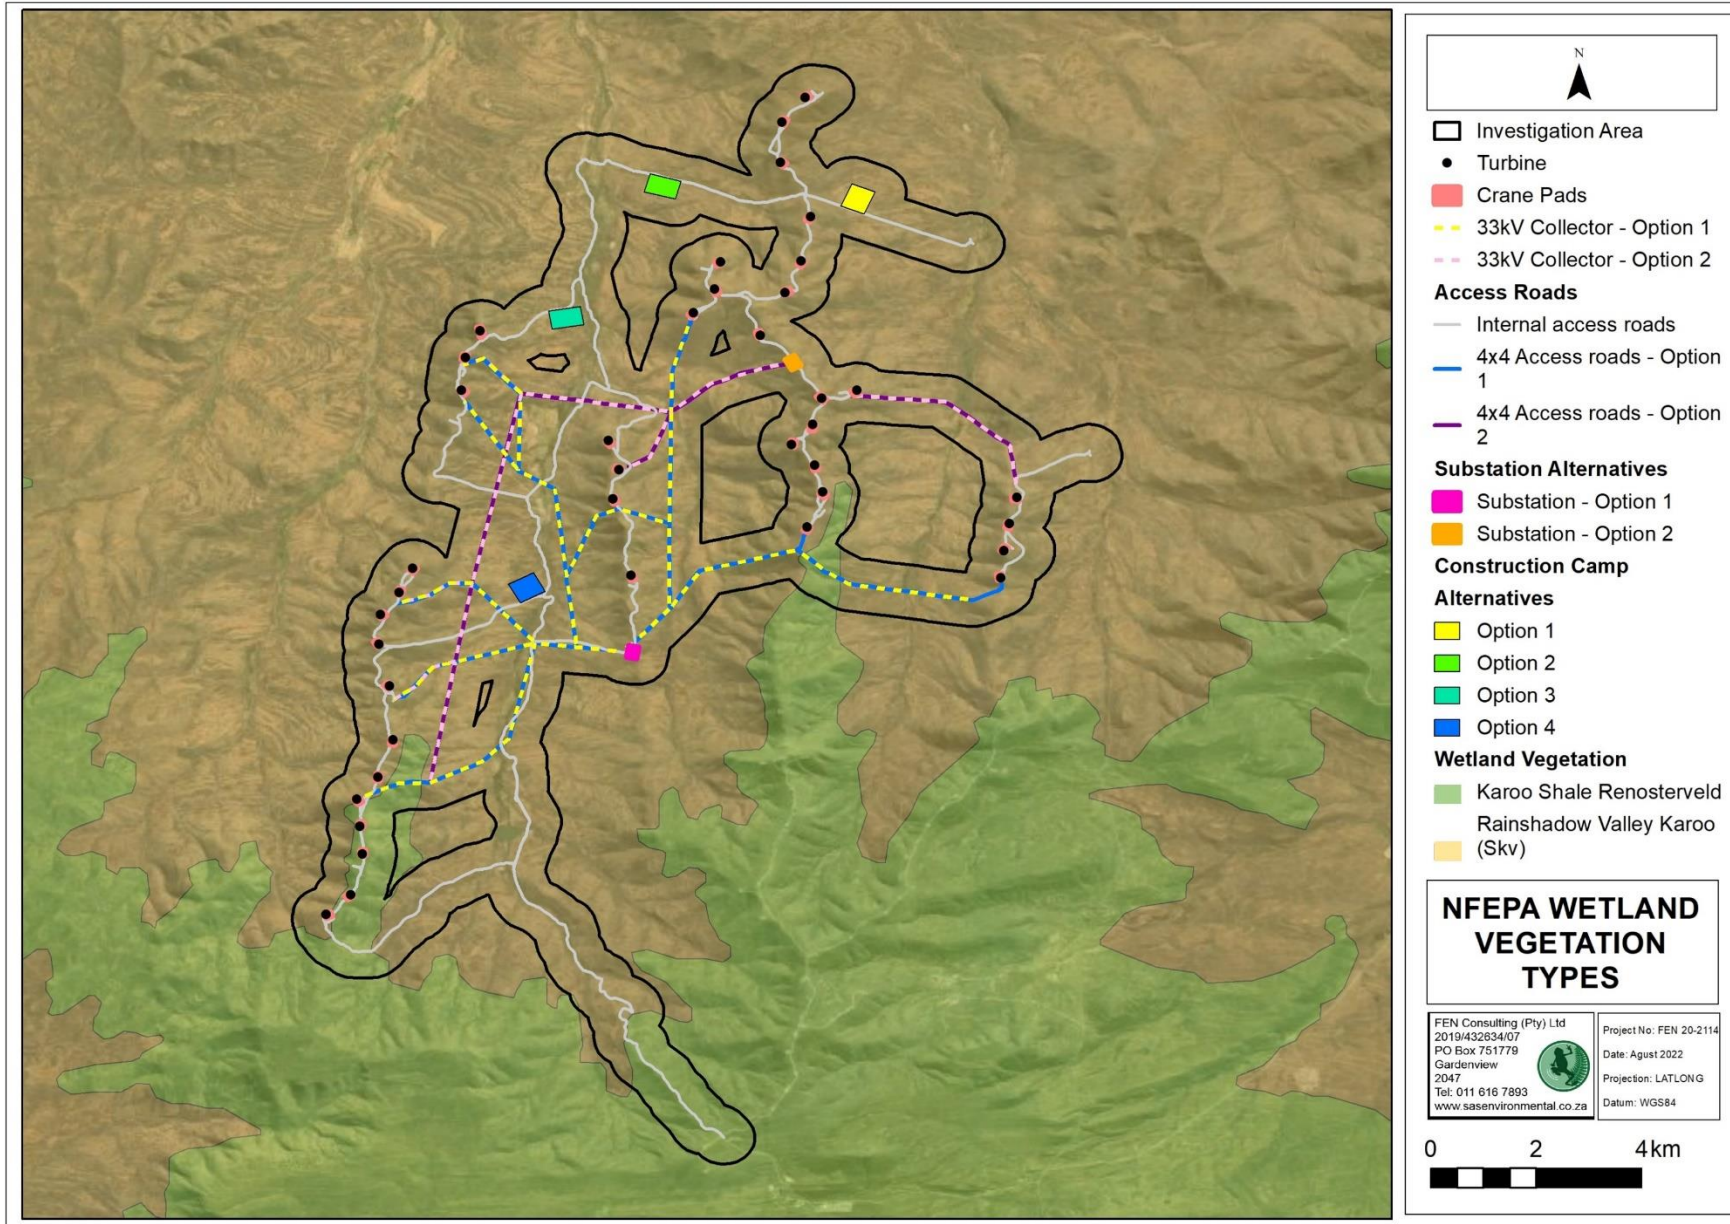 N
Investigation Area
Turbine
Crane Pads
33kV Collector - Option 1
33kV Collector - Option 2
Access Roads
Internal access roads
4x4 Access roads - Option
1
4x4 Access roads - Option
2
Substation Alternatives
Substation - Option 1
Substation - Option 2
Construction Camp
Alternatives
Option 1
Option 2
Option 3
Option 4
Wetland Vegetation
Karoo Shale Renosterveld
Rainshadow Valley Karoo
(Skv)
NFEPA WETLAND
VEGETATION
TYPES
FEN Consulting (Pty) Ltd
2019/432634/07
PO Box 751779
Gardenview
2047
Tel: 011 616 7893
www.sasenvironmental.co.za
Project No: FEN 20-2114
Date: Agust 2022
Projection: LATLONG
Datum: WGS84
0 2 4km